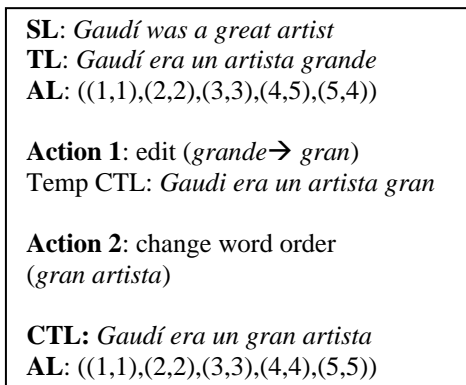 SL: Gaudí was a great artist
TL: Gaudí era un artista grande
AL: ((1,1),(2,2),(3,3),(4,5),(5,4))
Action 1: edit (grande→ gran)
Temp CTL: Gaudi era un artista gran
Action 2: change word order
(gran artista)
CTL: Gaudí era un gran artista
AL: ((1,1),(2,2),(3,3),(4,4),(5,5))